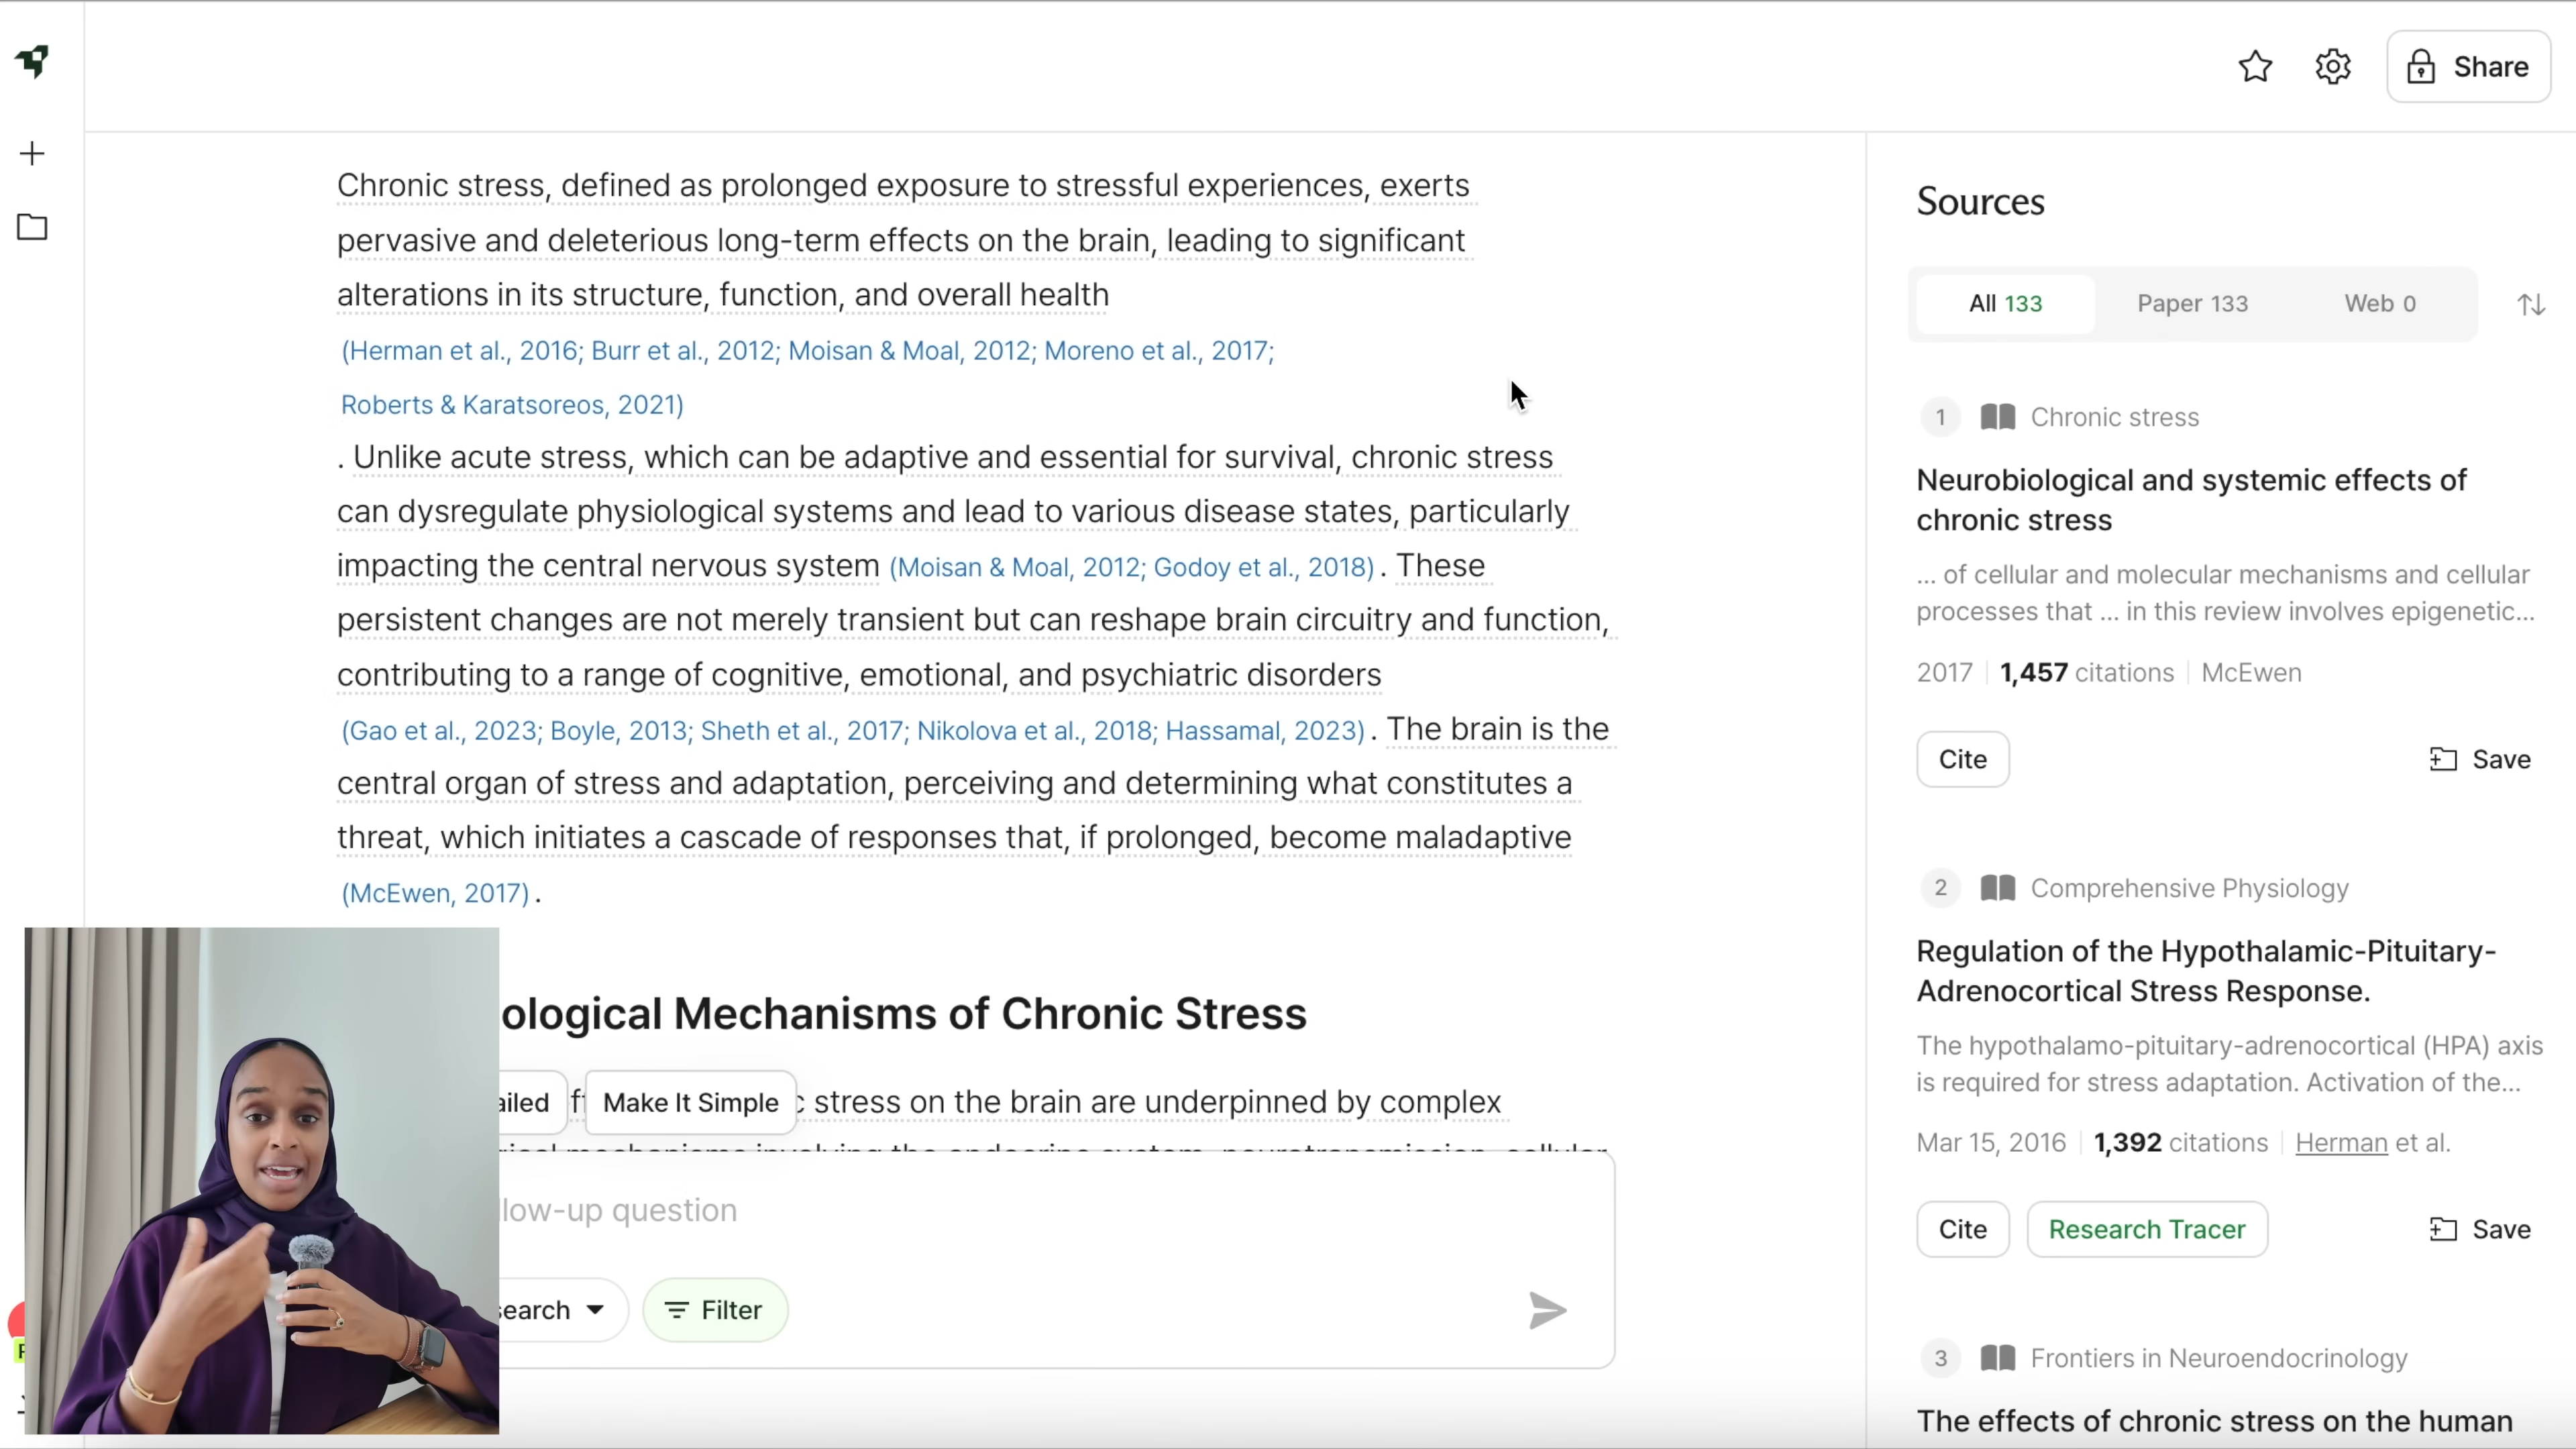 Share
Chronic stress, defined as prolonged exposure to stressful experiences, exerts
pervasive and deleterious long-term effects on the brain, leading to significant
alterations in its structure, function, and overall health
(Herman et al., 2016; Burr et al., 2012; Moisan & Moal, 2012; Moreno et al., 2017;
Roberts & Karatsoreos, 2021)
. Unlike acute stress, which can be adaptive and essential for survival, chronic stress
can dysregulate physiological systems and lead to various disease states, particularly
impacting the central nervous system (Moisan & Moal, 2012; Godoy et al., 2018) . These
persistent changes are not merely transient but can reshape brain circuitry and function,
contributing to a range of cognitive, emotional, and psychiatric disorders
(Gao et al., 2023; Boyle, 2013; Sheth et al., 2017; Nikolova et al., 2018; Hassamal, 2023) . The brain is the
central organ of stress and adaptation, perceiving and determining what constitutes a
threat, which initiates a cascade of responses that, if prolonged, become maladaptive
(McEwen, 2017) .
ological Mechanisms of Chronic Stress
ailed
Make It Simple
c stress on the brain are underpinned by complex
ical mechanisms involving the endocrine system, neurotransmission, cellular
low-up question
search
Filter
Sources
All 133
Paper 133
Web 0
1 Chronic stress
Neurobiological and systemic effects of
chronic stress
... of cellular and molecular mechanisms and cellular
processes that ... in this review involves epigenetic...
2017 | 1,457 citations | McEwen
Cite
Save
2 Comprehensive Physiology
Regulation of the Hypothalamic-Pituitary-
Adrenocortical Stress Response.
The hypothalamo-pituitary-adrenocortical (HPA) axis
is required for stress adaptation. Activation of the...
Mar 15, 2016 | 1,392 citations | Herman et al.
Cite
Research Tracer
Save
3 Frontiers in Neuroendocrinology
The effects of chronic stress on the human